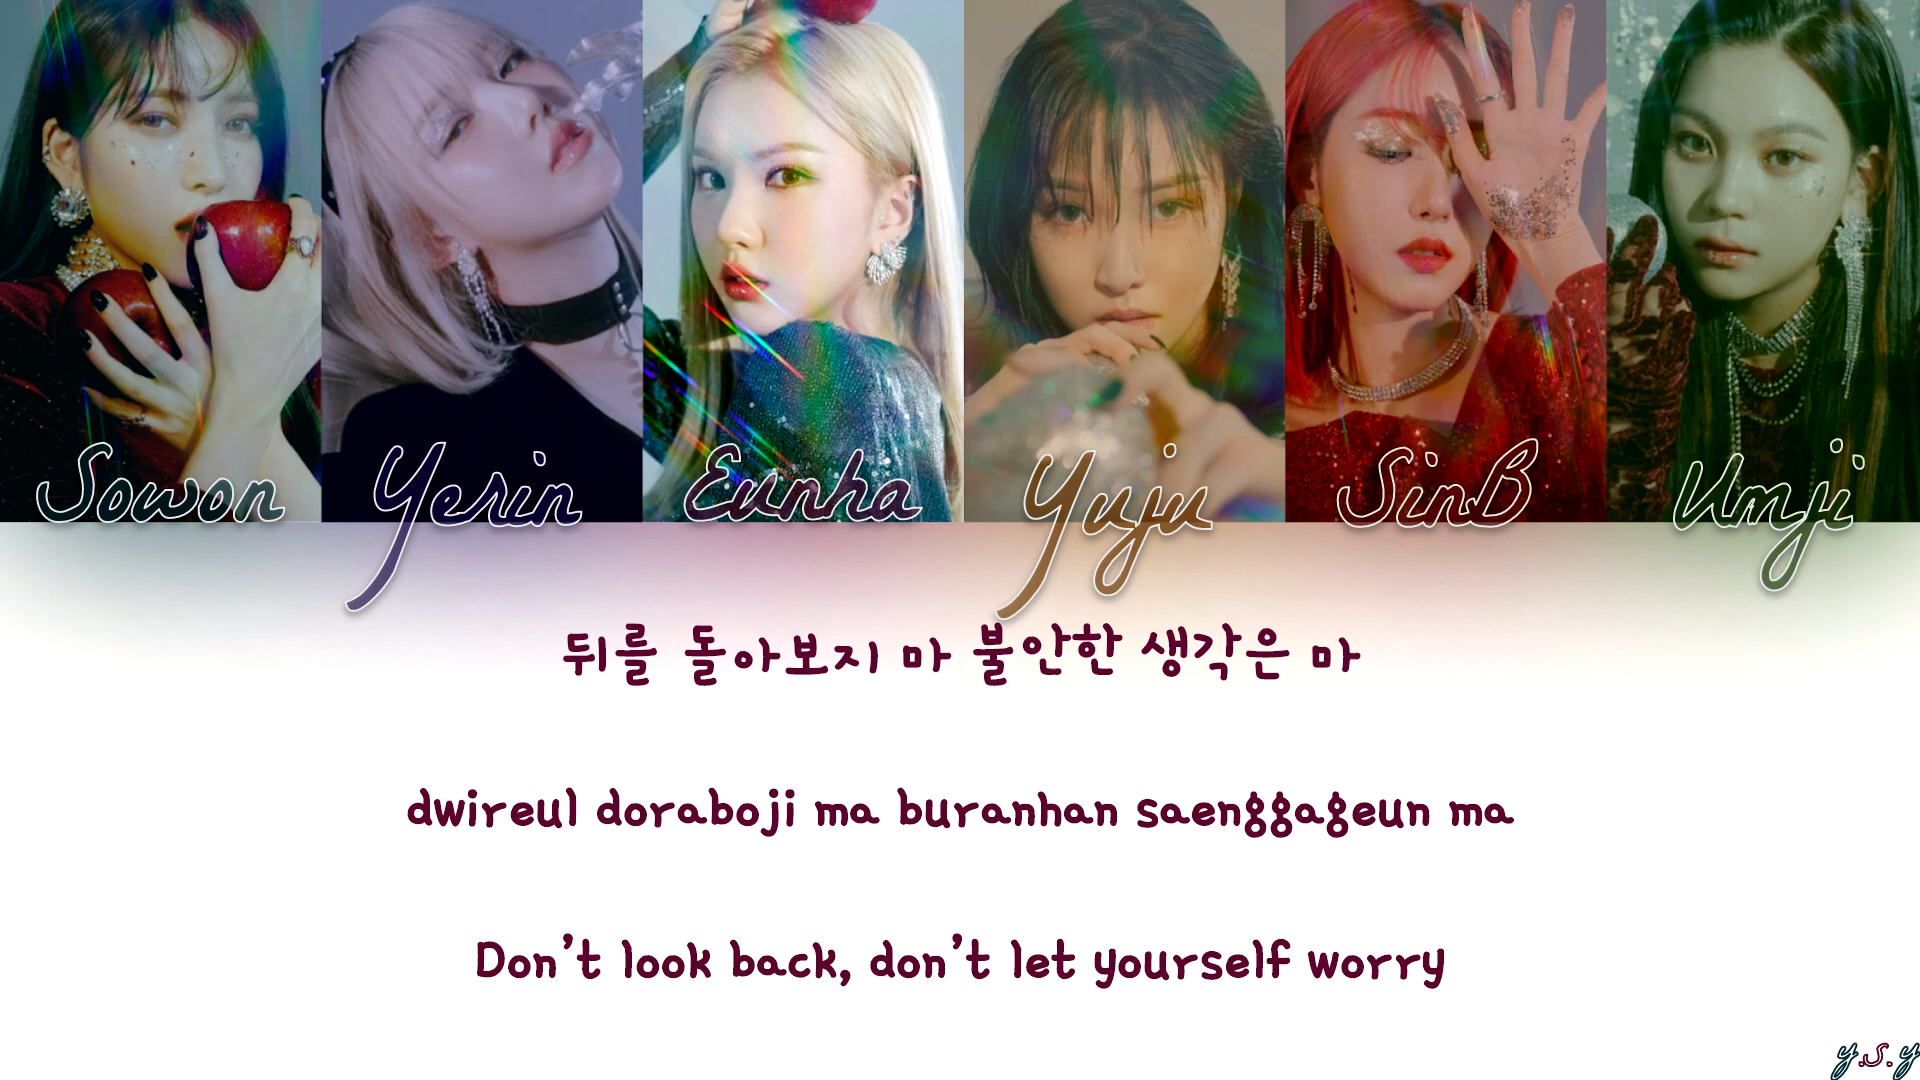 Sowon Yerin Eunha Yuju SinB Umji
뒤를 돌아보지 마 불안한 생각은 마
dwireul doraboji ma buranhan saenggageun ma
Don't look back, don't let yourself worry
y.S.y